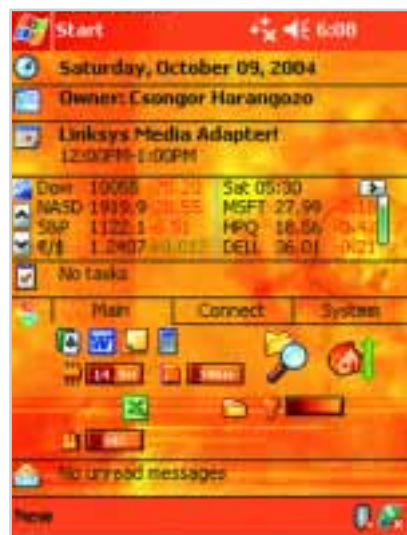 Start 6:00
Saturday, October 09, 2004
Owner: Csongor Harangozo
Linksys Media Adapter!
12:00PM-1:00PM
Dow 10055 Sat 05:30
NASD 1919.9 MSFT 27.99
S&P 1122.1 HPQ 18.56
€/$ 1.2407 DELL 36.01
No tasks
Main Connect System
No unread messages
New